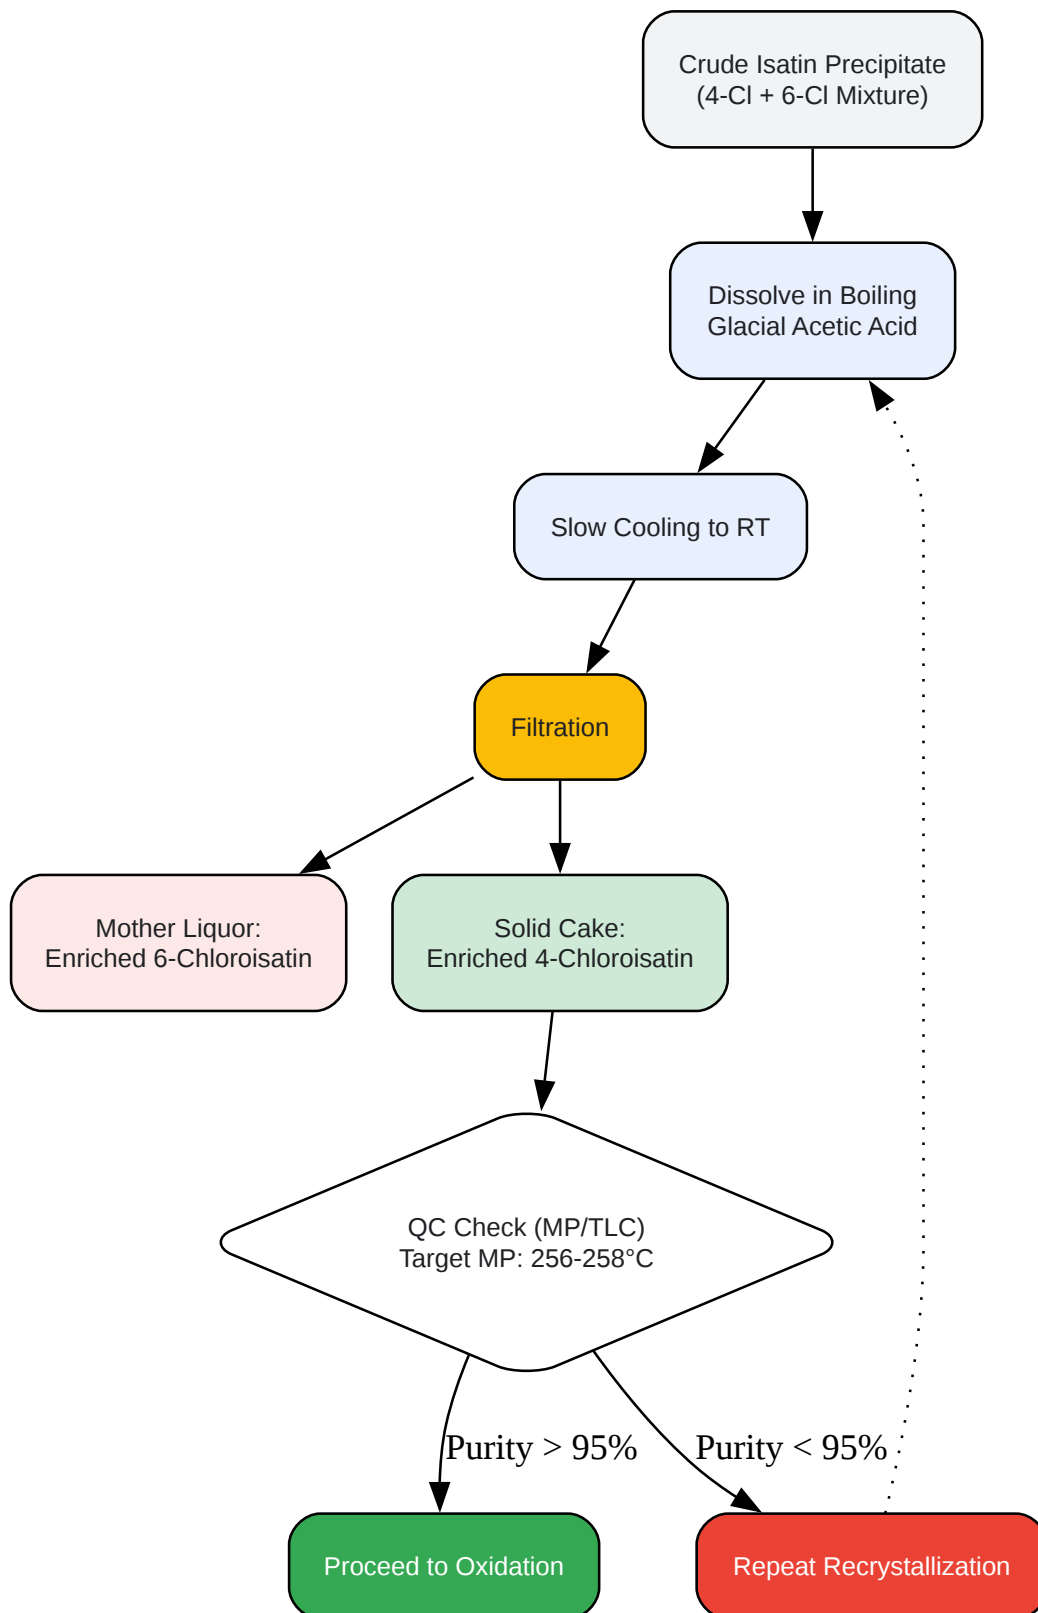 Crude Isatin Precipitate
(4-Cl + 6-Cl Mixture)
Dissolve in Boiling
Glacial Acetic Acid
Slow Cooling to RT
Filtration
Mother Liquor:
Enriched 6-Chloroisatin
Solid Cake:
Enriched 4-Chloroisatin
QC Check (MP/TLC)
Target MP: 256-258°C
Purity > 95%
Purity < 95%
Proceed to Oxidation
Repeat Recrystallization